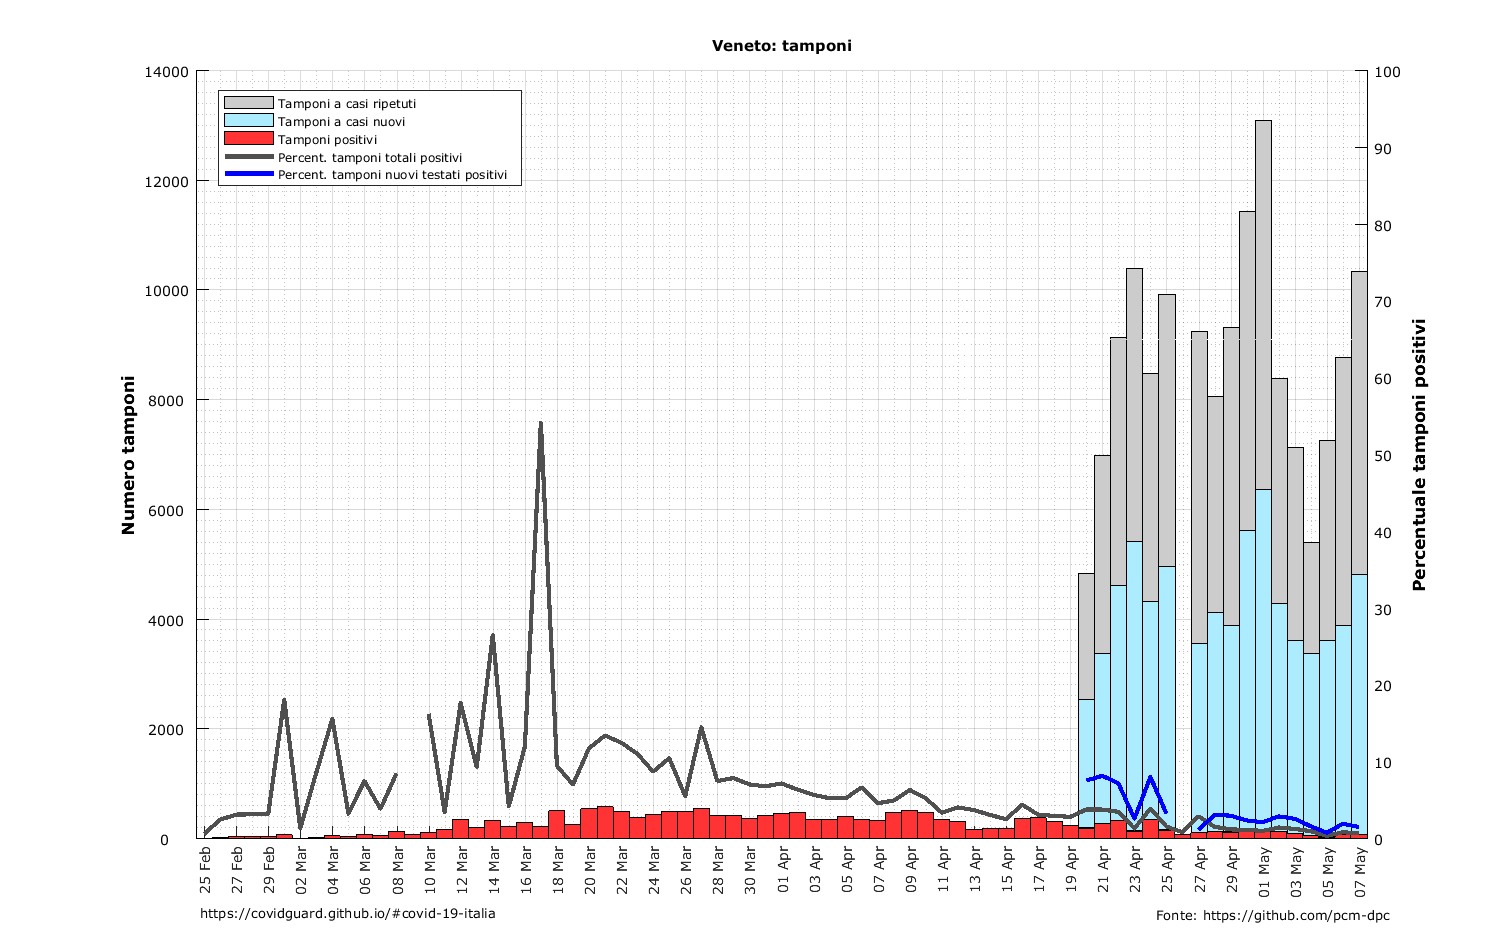 Veneto: tamponi
Tamponi a casi ripetuti
Tamponi a casi nuovi
Tamponi positivi
Percent. tamponi totali positivi
Percent. tamponi nuovi testati positivi
Numero tamponi
14000
12000
10000
8000
6000
4000
2000
0
100
90
80
70
60
50
40
30
20
10
0
Percentuale tamponi positivi
25 Feb
27 Feb
29 Feb
02 Mar
04 Mar
06 Mar
08 Mar
10 Mar
12 Mar
14 Mar
16 Mar
18 Mar
20 Mar
22 Mar
24 Mar
26 Mar
28 Mar
30 Mar
01 Apr
03 Apr
05 Apr
07 Apr
09 Apr
11 Apr
13 Apr
15 Apr
17 Apr
19 Apr
21 Apr
23 Apr
25 Apr
27 Apr
29 Apr
01 May
03 May
05 May
07 May
https://covidguard.github.io/#covid-19-italia
Fonte: https://github.com/pcm-dpc